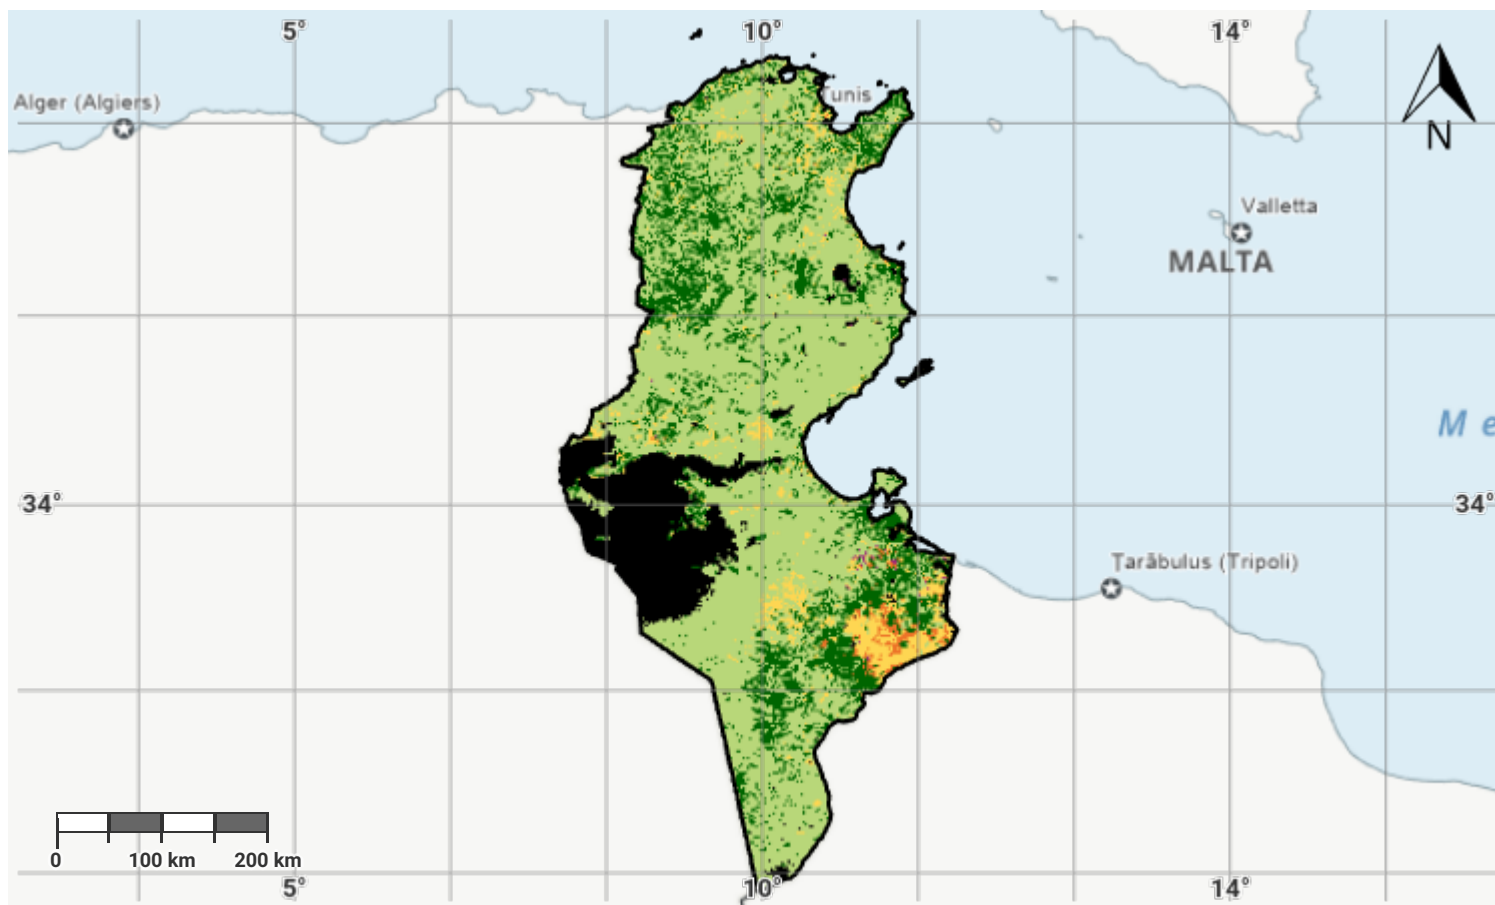 5° 10° 14°
Alger (Algiers)
Tunis
N
Valletta
MALTA
M e
34° 34°
Ṭarābulus (Tripoli)
0 100 km 200 km
5° 10° 14°